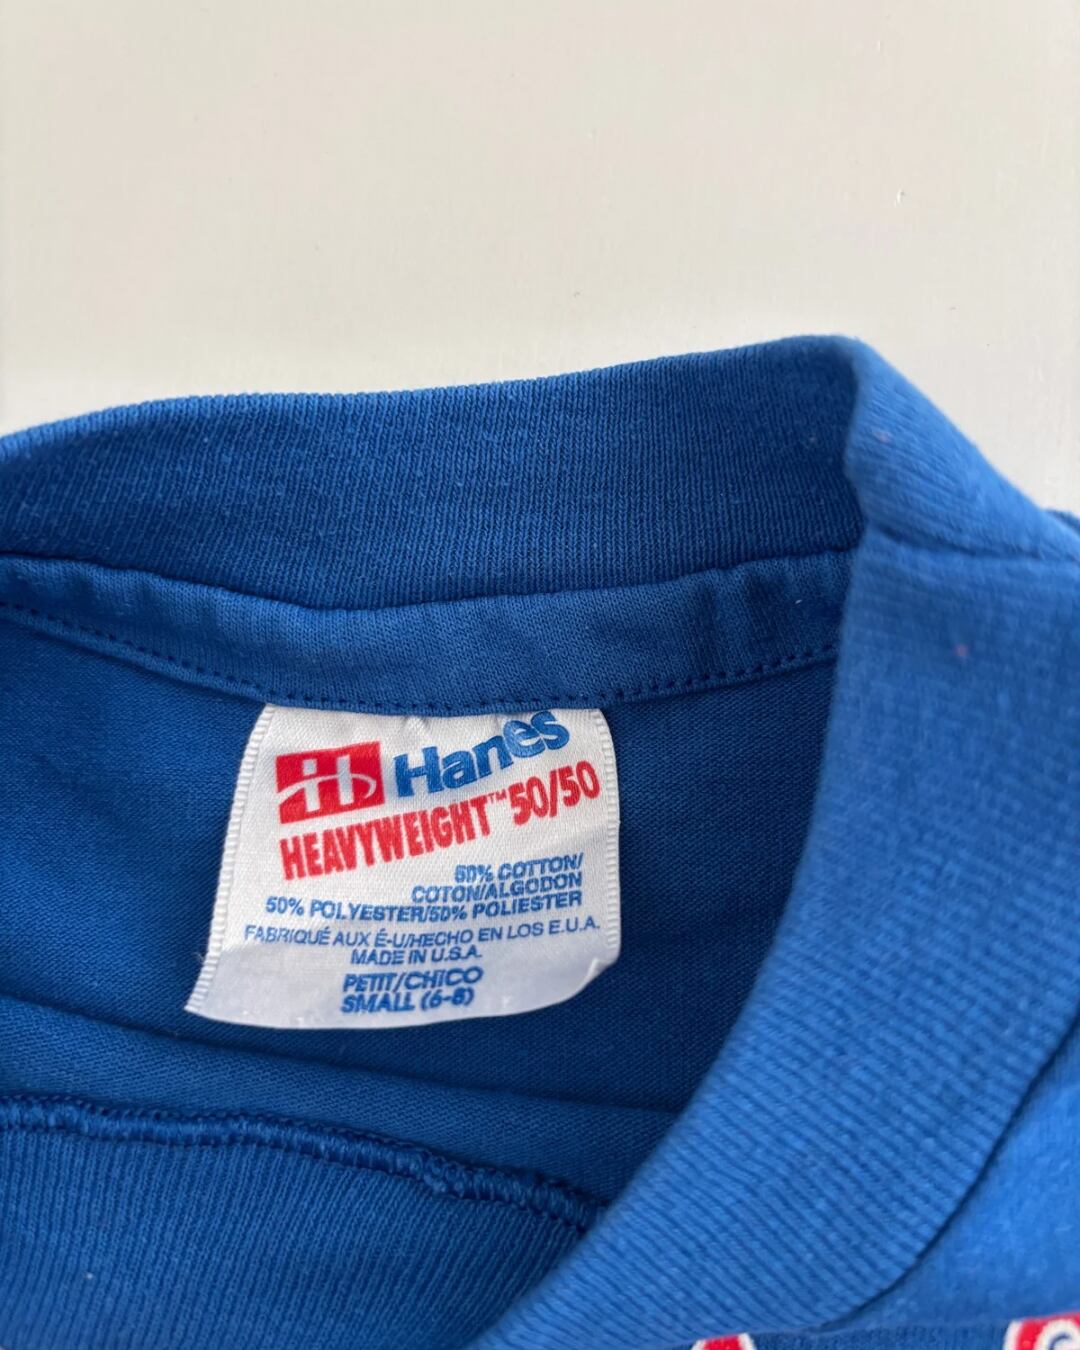 Hanes
HEAVYWEIGHT™ 50/50
50% COTTON/
COTON/ALGODON
50% POLYESTER/50% POLIESTER
FABRIQUÉ AUX É-U/HECHO EN LOS E.U.A.
MADE IN U.S.A.
PETIT/CHICO
SMALL (6-8)